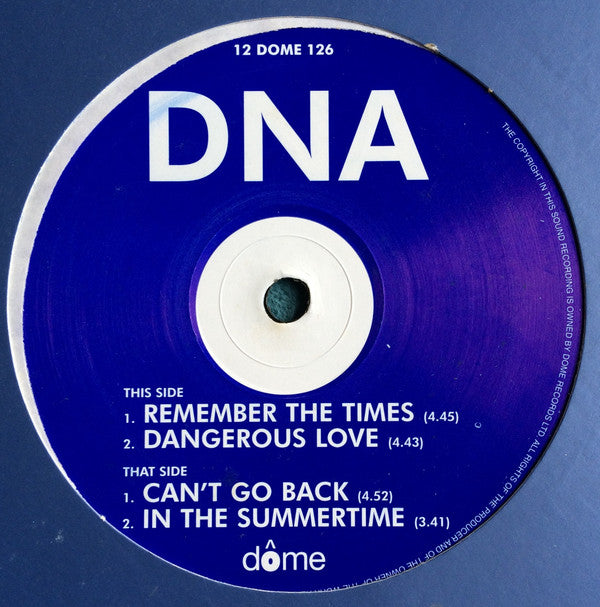 12 DOME 126
DNA
THIS SIDE
1. REMEMBER THE TIMES (4.45)
2. DANGEROUS LOVE (4.43)
THAT SIDE
1. CAN'T GO BACK (4.52)
2. IN THE SUMMERTIME (3.41)
dôme
THE COPYRIGHT IN THIS SOUND RECORDING IS OWNED BY DOME RECORDS LTD. ALL RIGHTS OF THE PRODUCER AND OF THE OWNER OF THE